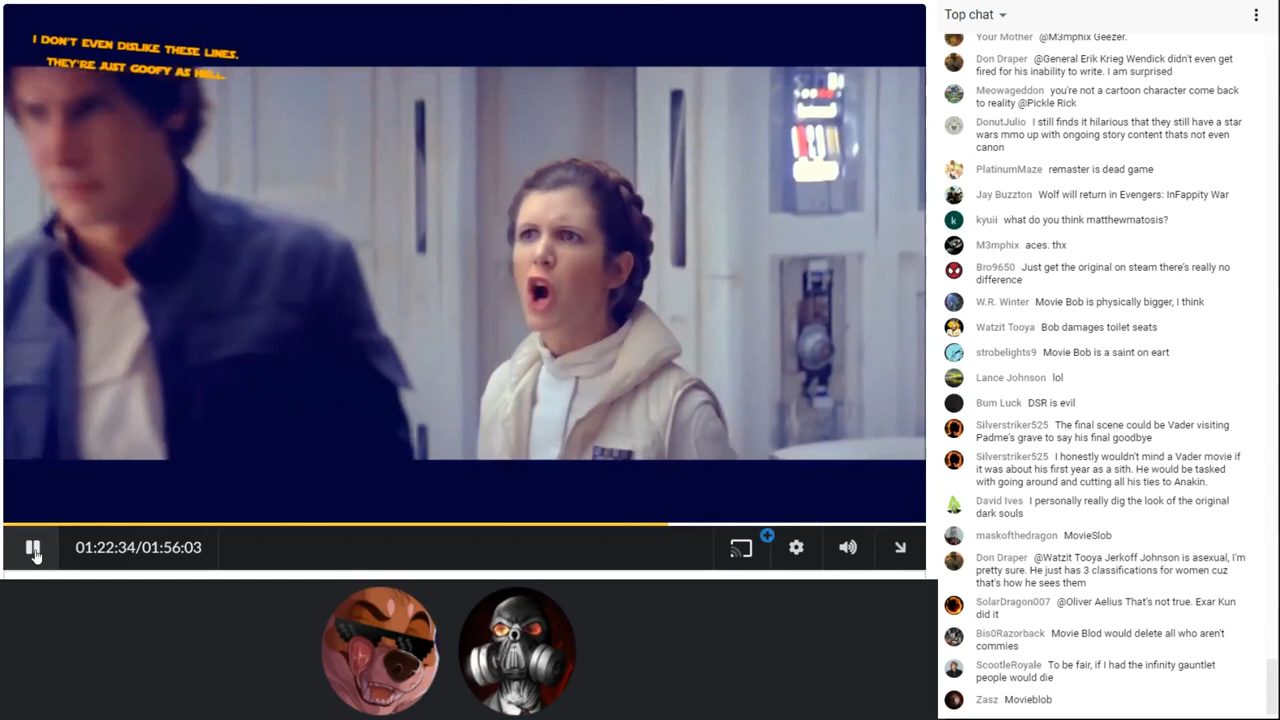 I DON'T EVEN DISLIKE THESE LINES.
THEY'RE JUST GOOFY AS HELL.
01:22:34/01:56:03
Top chat
Your Mother @M3mphix Geezer.
Don Draper @General Erik Krieg Wendick didn't even get
fired for his inability to write. I am surprised
Meowageddon you're not a cartoon character come back
to reality @Pickle Rick
DonutJulio I still finds it hilarious that they still have a star
wars mmo up with ongoing story content thats not even
canon
PlatinumMaze remaster is dead game
Jay Buzzton Wolf will return in Evengers: InFappity War
k
kyuii what do you think matthewmatosis?
M3mphix aces. thx
Bro9650 Just get the original on steam there's really no
difference
W.R. Winter Movie Bob is physically bigger, I think
Watzit Tooya Bob damages toilet seats
strobelights9 Movie Bob is a saint on eart
Lance Johnson lol
Bum Luck DSR is evil
Silverstriker525 The final scene could be Vader visiting
Padme's grave to say his final goodbye
Silverstriker525 I honestly wouldn't mind a Vader movie if
it was about his first year as a sith. He would be tasked
with going around and cutting all his ties to Anakin.
David Ives I personally really dig the look of the original
dark souls
maskofthedragon MovieSlob
Don Draper @Watzit Tooya Jerkoff Johnson is asexual, I'm
pretty sure. He just has 3 classifications for women cuz
that's how he sees them
SolarDragon007 @Oliver Aelius That's not true. Exar Kun
did it
Bis0Razorback Movie Blod would delete all who aren't
commies
ScootleRoyale To be fair, if I had the infinity gauntlet
people would die
Zasz Movieblob